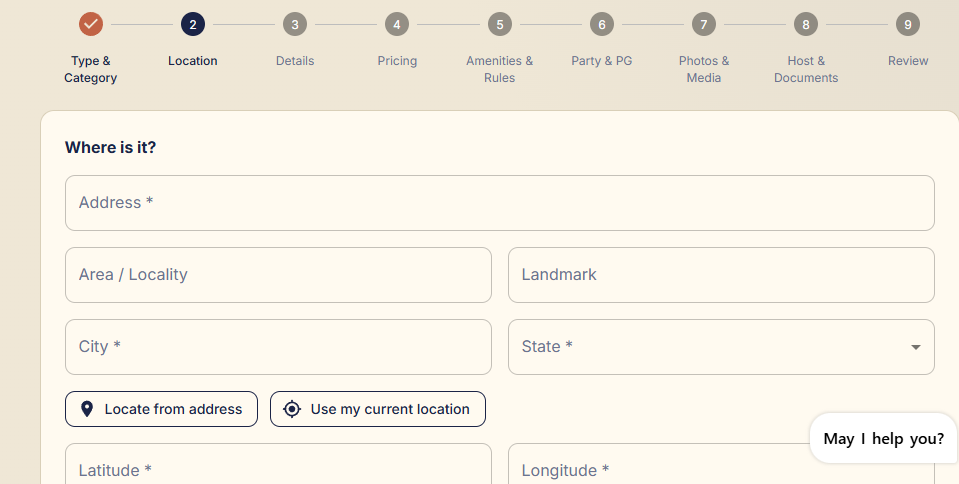 2
3
4
5
6
7
8
9
Type &
Category
Location
Details
Pricing
Amenities &
Rules
Party & PG
Photos &
Media
Host &
Documents
Review
Where is it?
Address *
Area / Locality
Landmark
City *
State *
Locate from address
Use my current location
May I help you?
Latitude *
Longitude *